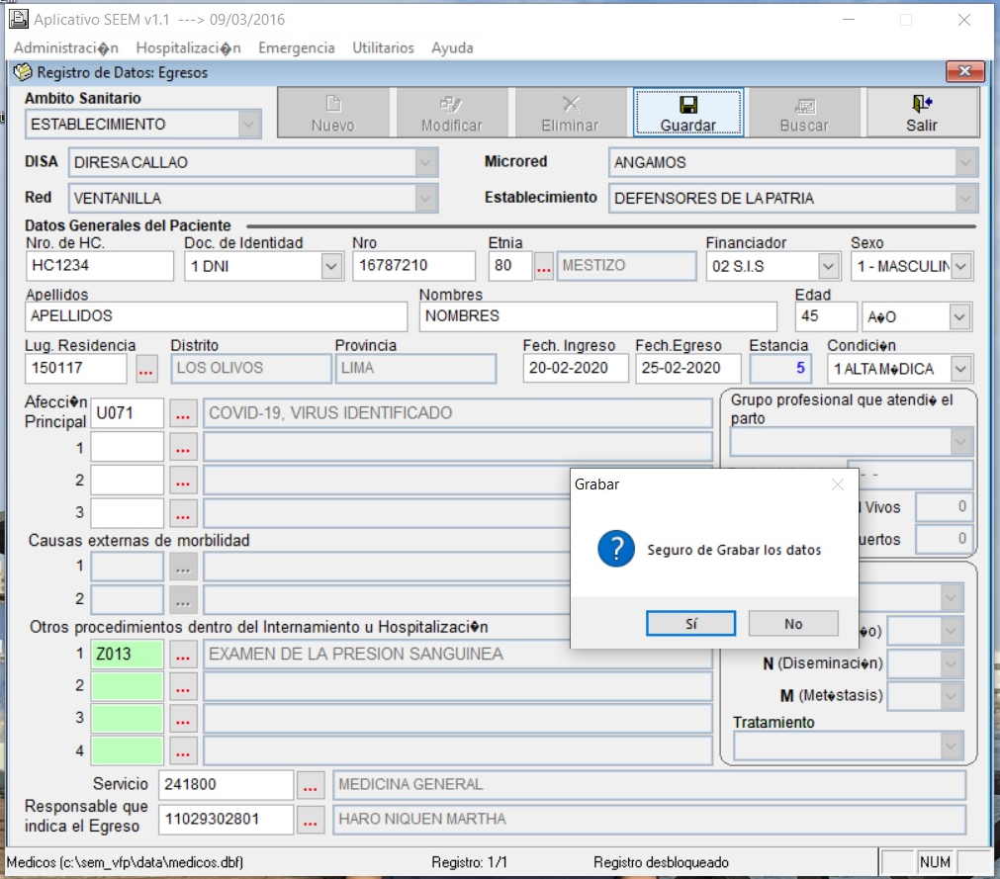 Aplicativo SEEM v1.1 ---> 09/03/2016
Administraci�n Hospitalizaci�n Emergencia Utilitarios Ayuda
Registro de Datos: Egresos
Ambito Sanitario
ESTABLECIMIENTO
Nuevo Modificar Eliminar Guardar Buscar Salir
DISA DIRESA CALLAO Microred ANGAMOS
Red VENTANILLA Establecimiento DEFENSORES DE LA PATRIA
Datos Generales del Paciente
Nro. de HC. Doc. de Identidad Nro Etnia Financiador Sexo
HC1234 1 DNI 16787210 80 ... MESTIZO 02 S.I.S 1 - MASCULIN
Apellidos Nombres Edad
APELLIDOS NOMBRES 45 A�O
Lug. Residencia Distrito Provincia Fech. Ingreso Fech.Egreso Estancia Condici�n
150117 ... LOS OLIVOS LIMA 20-02-2020 25-02-2020 5 1 ALTA M�DICA
Afecci�n Principal U071 ... COVID-19, VIRUS IDENTIFICADO
Grupo profesional que atendi� el
parto
1 ...
2 ... - -
3 ... Vivos 0
uertos 0
Grabar
Seguro de Grabar los datos
Sí No
Causas externas de morbilidad
1 ...
2 ...
Otros procedimientos dentro del Internamiento u Hospitalizaci�n
�o)
1 Z013 ... EXAMEN DE LA PRESION SANGUINEA
N (Diseminaci�n)
2 ...
M (Met�stasis)
3 ...
Tratamiento
4 ...
Servicio 241800 ... MEDICINA GENERAL
Responsable que
indica el Egreso 11029302801 ... HARO NIQUEN MARTHA
Medicos (c:\sem_vfp\data\medicos.dbf) Registro: 1/1 Registro desbloqueado NUM